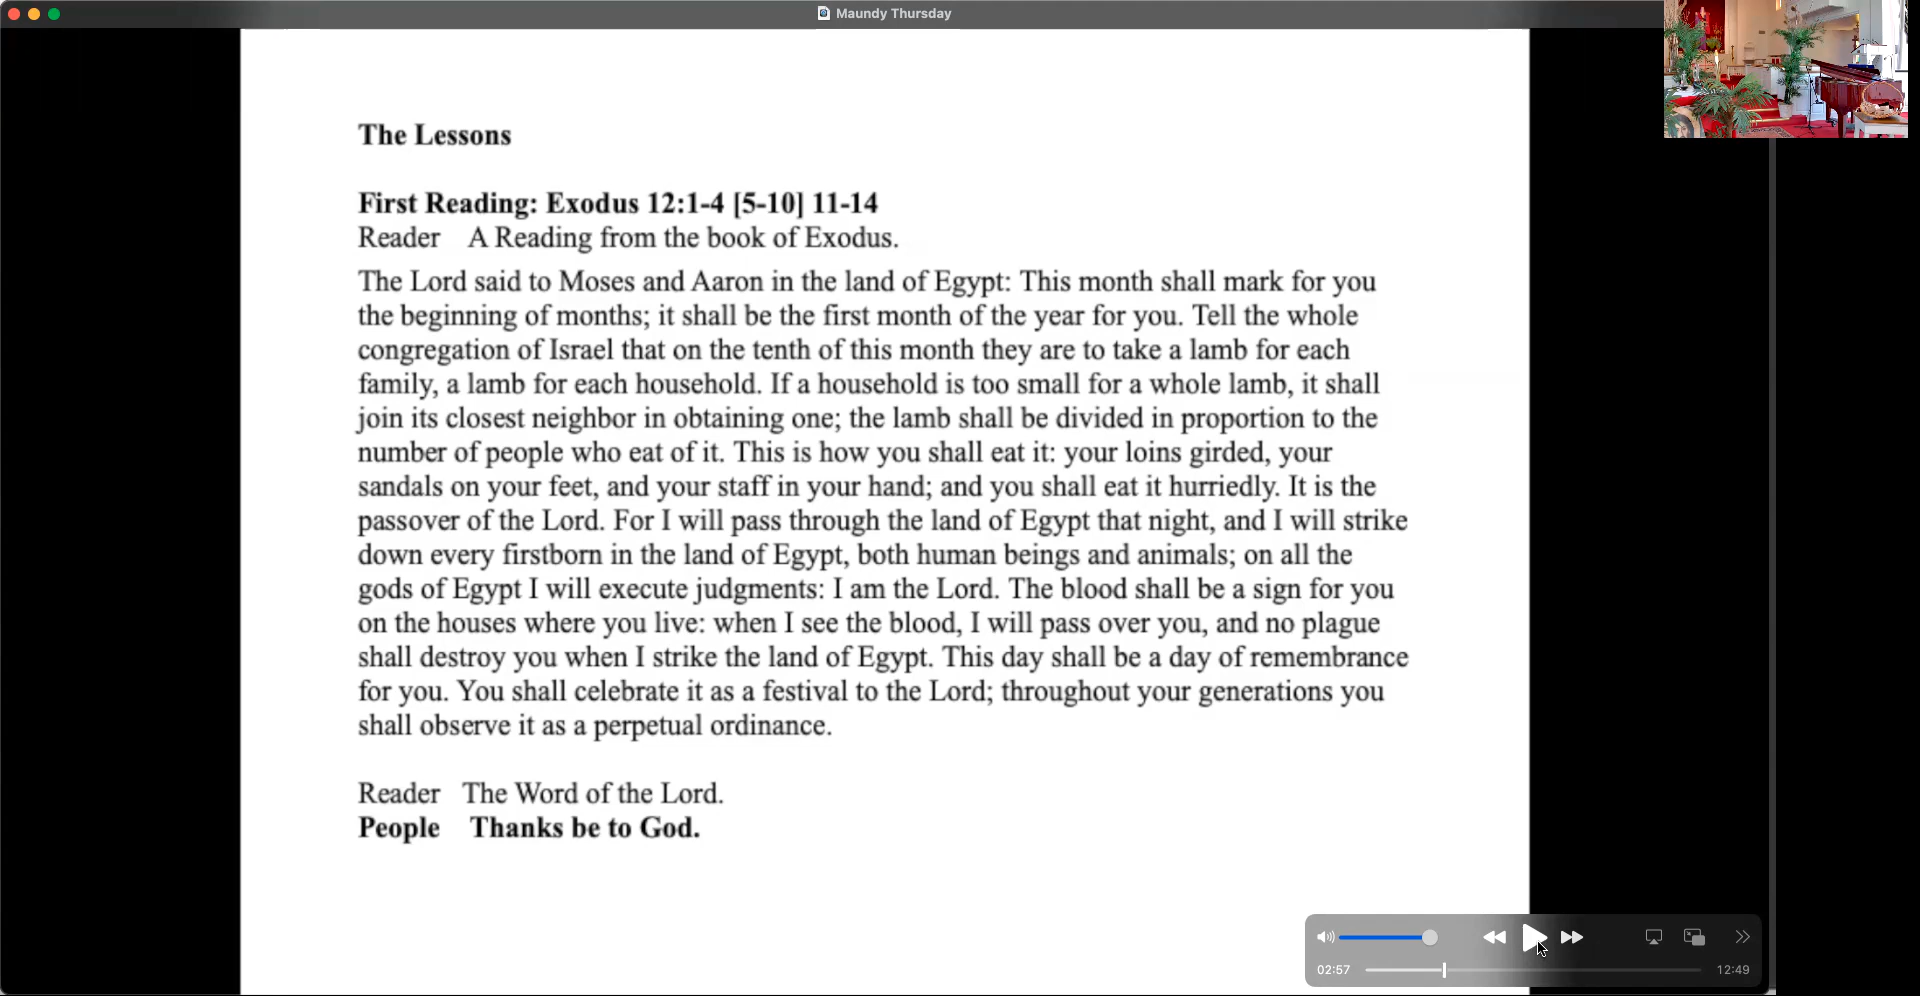 Maundy Thursday
The Lessons
First Reading: Exodus 12:1-4 [5-10] 11-14
Reader A Reading from the book of Exodus.
The Lord said to Moses and Aaron in the land of Egypt: This month shall mark for you
the beginning of months; it shall be the first month of the year for you. Tell the whole
congregation of Israel that on the tenth of this month they are to take a lamb for each
family, a lamb for each household. If a household is too small for a whole lamb, it shall
join its closest neighbor in obtaining one; the lamb shall be divided in proportion to the
number of people who eat of it. This is how you shall eat it: your loins girded, your
sandals on your feet, and your staff in your hand; and you shall eat it hurriedly. It is the
passover of the Lord. For I will pass through the land of Egypt that night, and I will strike
down every firstborn in the land of Egypt, both human beings and animals; on all the
gods of Egypt I will execute judgments: I am the Lord. The blood shall be a sign for you
on the houses where you live: when I see the blood, I will pass over you, and no plague
shall destroy you when I strike the land of Egypt. This day shall be a day of remembrance
for you. You shall celebrate it as a festival to the Lord; throughout your generations you
shall observe it as a perpetual ordinance.
Reader The Word of the Lord.
People Thanks be to God.
02:57 12:49